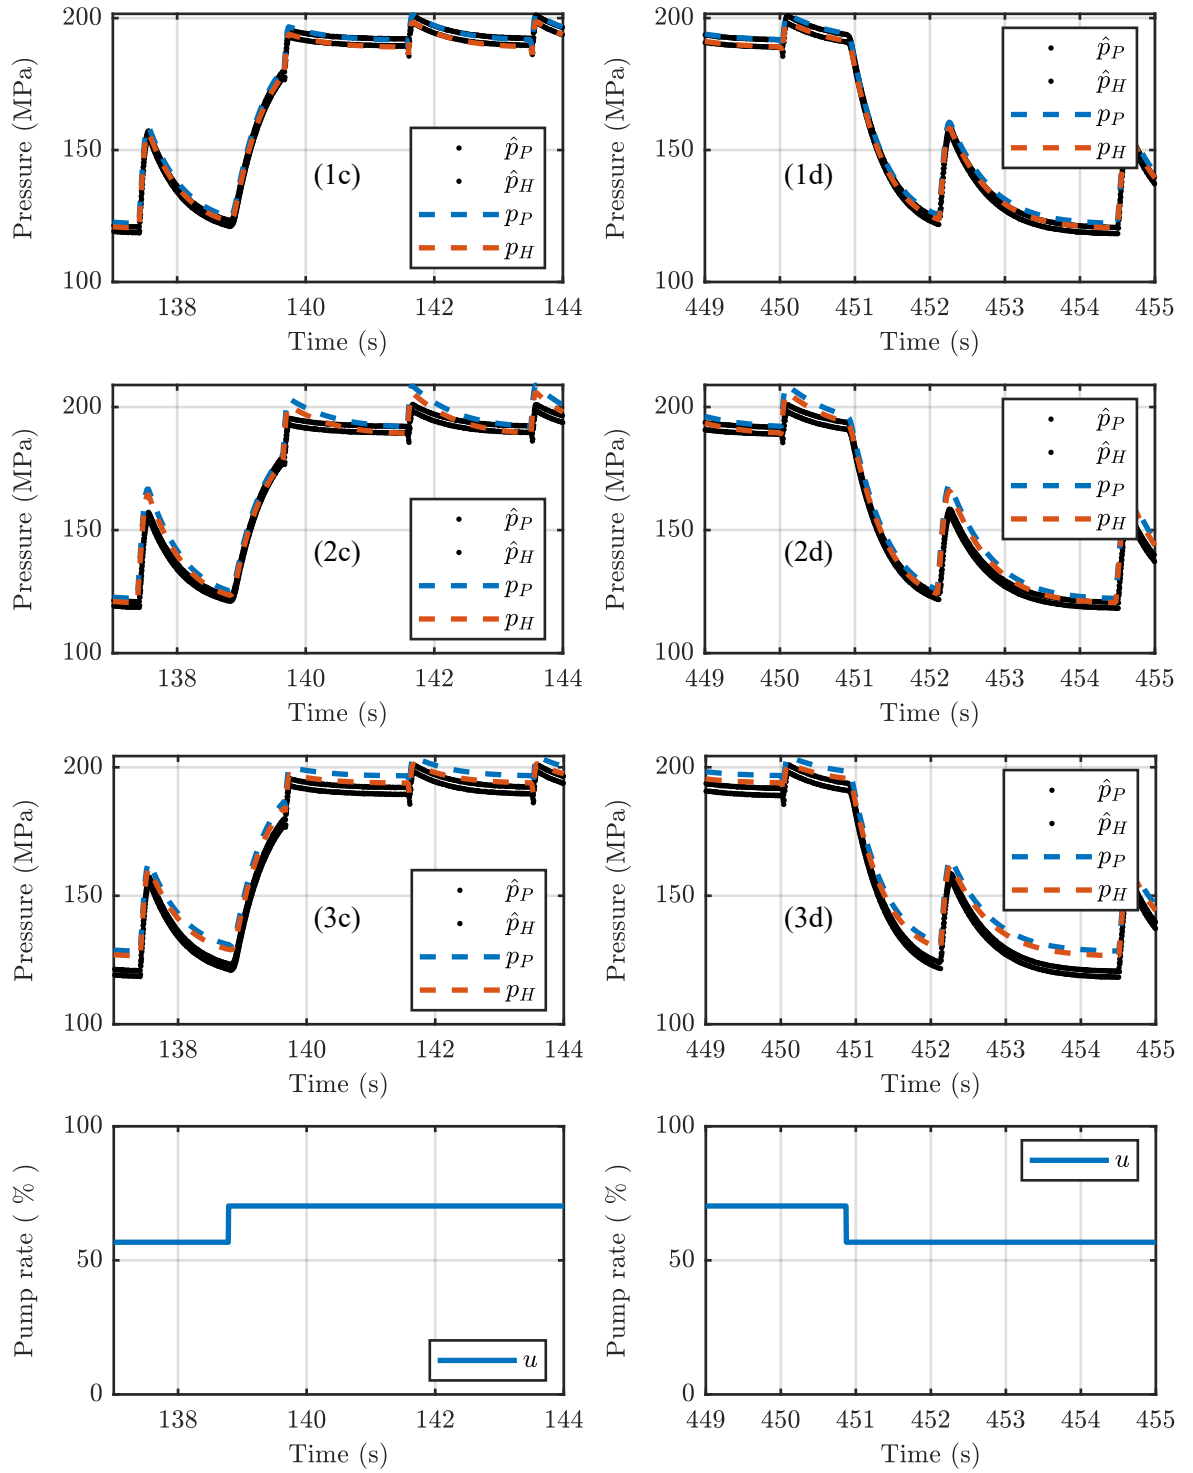 200
150
100
Pressure (MPa)
(1c)
p̂_P
p̂_H
p_P
p_H
138 140 142 144
Time (s)
200
150
100
Pressure (MPa)
(1d)
p̂_P
p̂_H
p_P
p_H
449 450 451 452 453 454 455
Time (s)
200
150
100
Pressure (MPa)
(2c)
p̂_P
p̂_H
p_P
p_H
138 140 142 144
Time (s)
200
150
100
Pressure (MPa)
(2d)
p̂_P
p̂_H
p_P
p_H
449 450 451 452 453 454 455
Time (s)
200
150
100
Pressure (MPa)
(3c)
p̂_P
p̂_H
p_P
p_H
138 140 142 144
Time (s)
200
150
100
Pressure (MPa)
(3d)
p̂_P
p̂_H
p_P
p_H
449 450 451 452 453 454 455
Time (s)
100
50
0
Pump rate ( % )
u
138 140 142 144
Time (s)
100
50
0
Pump rate ( % )
u
449 450 451 452 453 454 455
Time (s)